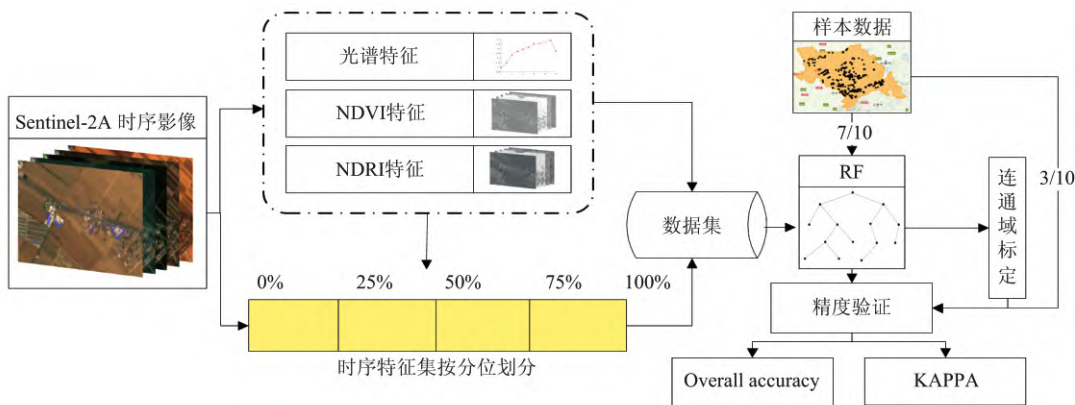 Sentinel-2A 时序影像
光谱特征
NDVI特征
NDRI特征
0% 25% 50% 75% 100%
时序特征集按分位划分
数据集
样本数据
7/10
RF
连通域标定
3/10
精度验证
Overall accuracy
KAPPA